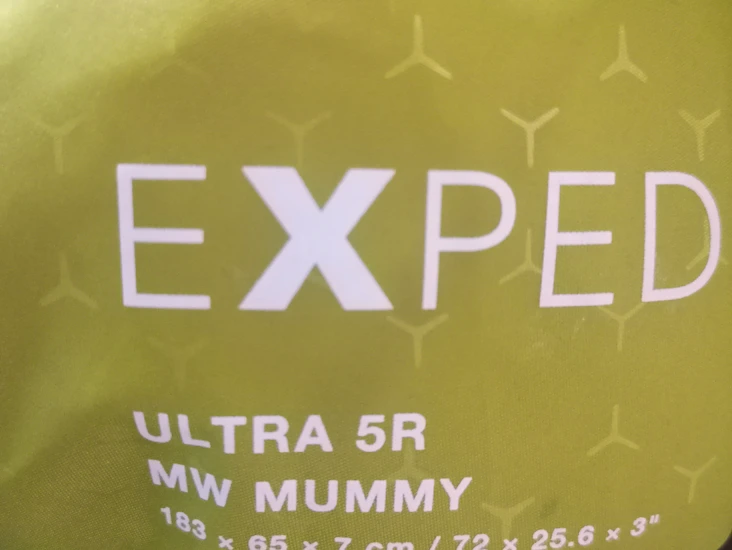 EXPED
ULTRA 5R
MW MUMMY
183 × 65 × 7 cm / 72 × 25.6 × 3"